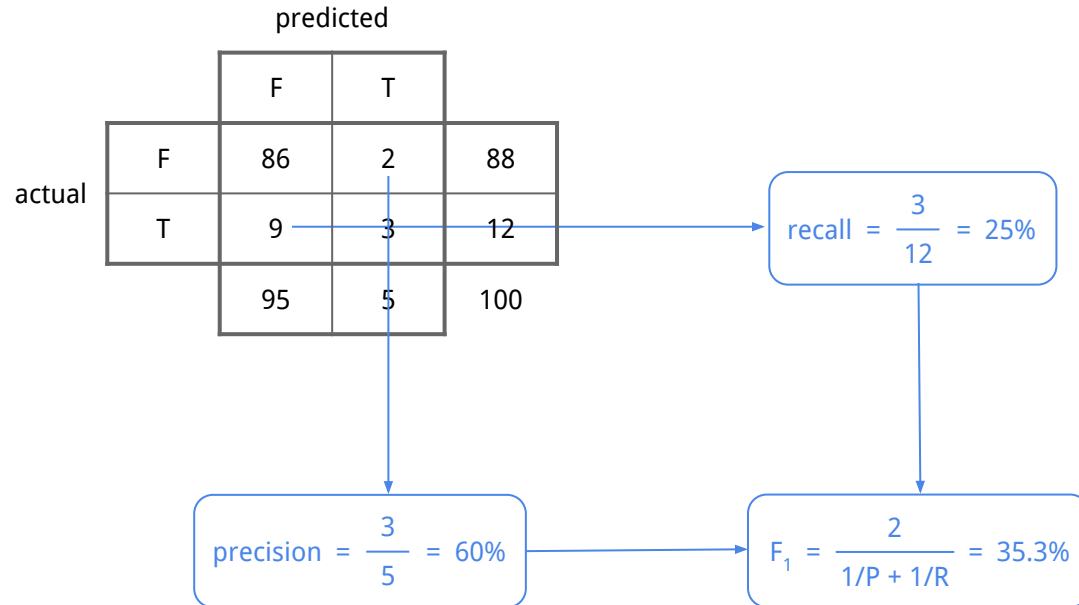 predicted
F T
F 86 2 88
actual
T 9 3 12
95 5 100
recall = 3/12 = 25%
precision = 3/5 = 60%
F1 = 2/(1/P + 1/R) = 35.3%